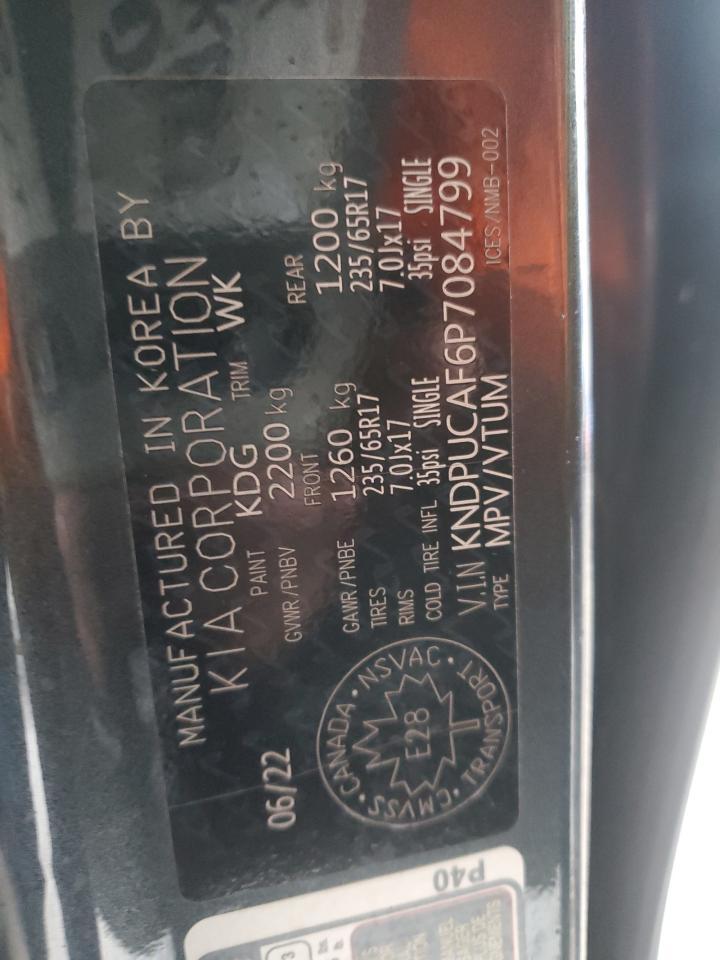 MANUFACTURED IN KOREA BY
KIA CORPORATION
06/22 PAINT KDG TRIM WK
GVWR/PNBV 2200 kg
FRONT REAR
GAWR/PNBE 1260 kg 1200 kg
TIRES 235/65R17 235/65R17
RIMS 7.0Jx17 7.0Jx17
COLD TIRE INFL 35psi SINGLE 35psi SINGLE
V.I.N KNDPUCAF6P7084799
TYPE MPV/VTUM ICES/NMB-002
CANADA • NSVAC • TRANSPORT • CMVSS •
E28
P40